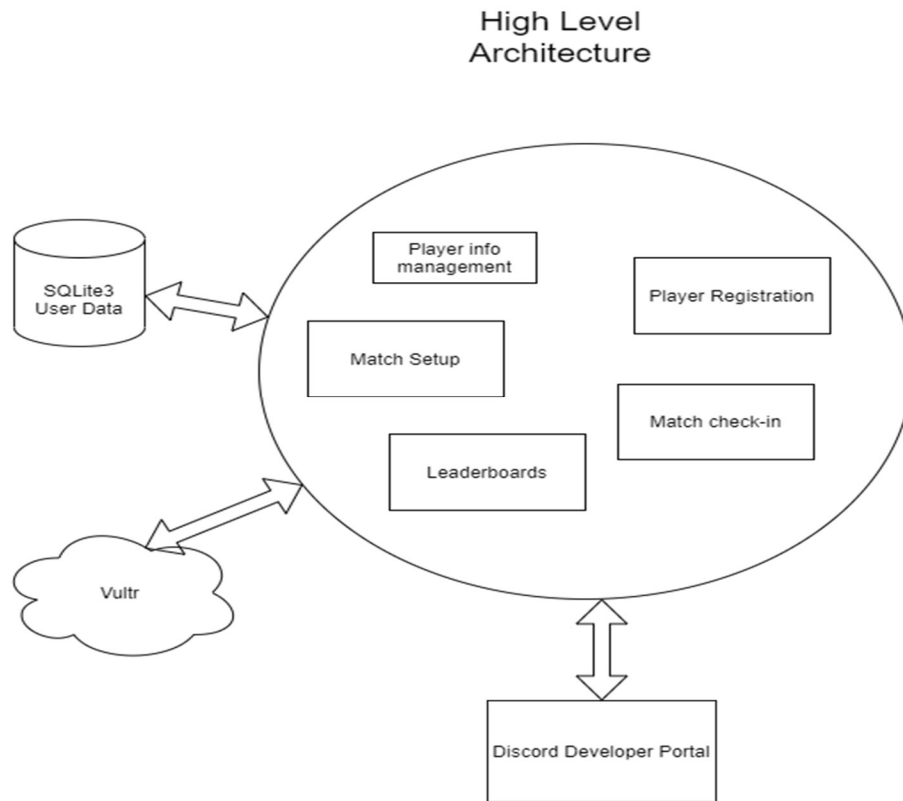 High Level
Architecture
Player info
management
SQLite3
User Data
Player Registration
Match Setup
Match check-in
Leaderboards
Vultr
Discord Developer Portal